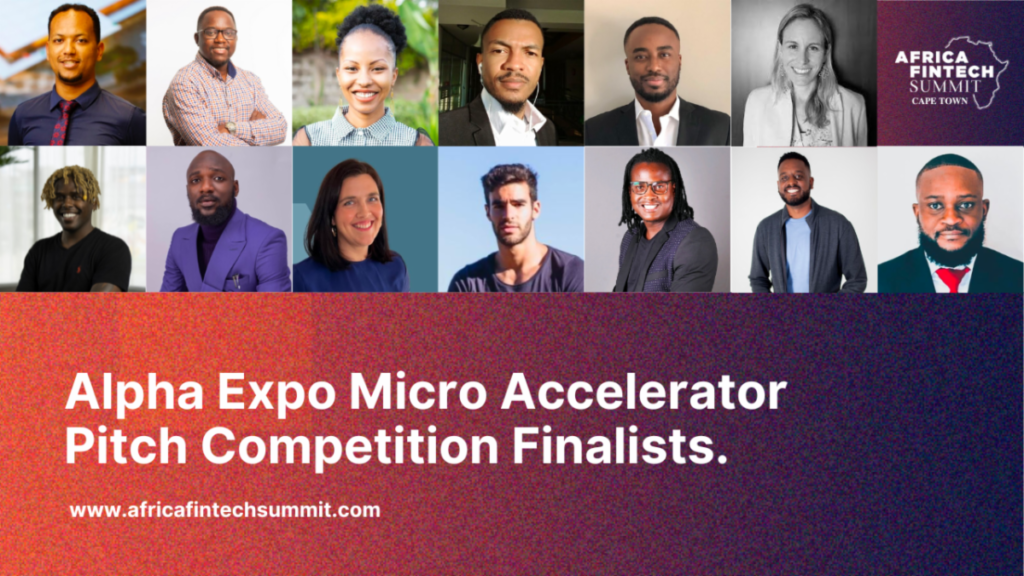 AFRICA
FINTECH
SUMMIT
CAPE TOWN
Alpha Expo Micro Accelerator
Pitch Competition Finalists.
www.africafintechsummit.com